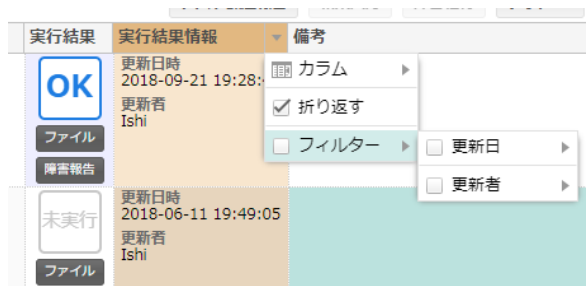 実行結果
実行結果情報
備考
OK
ファイル
障害報告
更新日時
2018-09-21 19:28:
更新者
Ishi
カラム
折り返す
フィルター
更新日
更新者
未実行
ファイル
更新日時
2018-06-11 19:49:05
更新者
Ishi